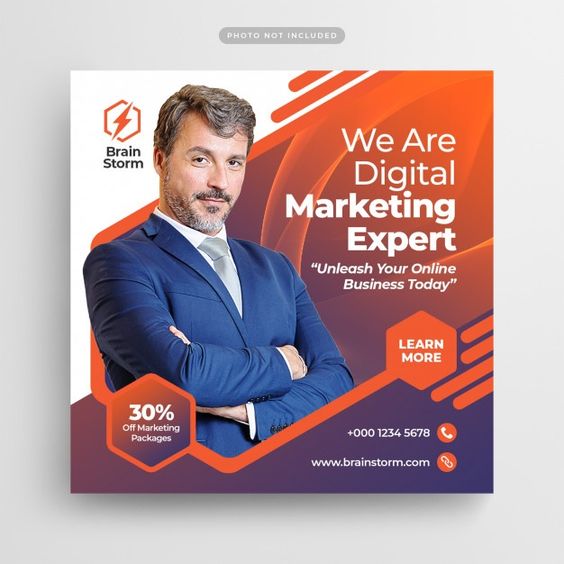 PHOTO NOT INCLUDED
Brain
Storm
We Are
Digital
Marketing
Expert
“Unleash Your Online
Business Today”
LEARN
MORE
30%
Off Marketing
Packages
+000 1234 5678
www.brainstorm.com